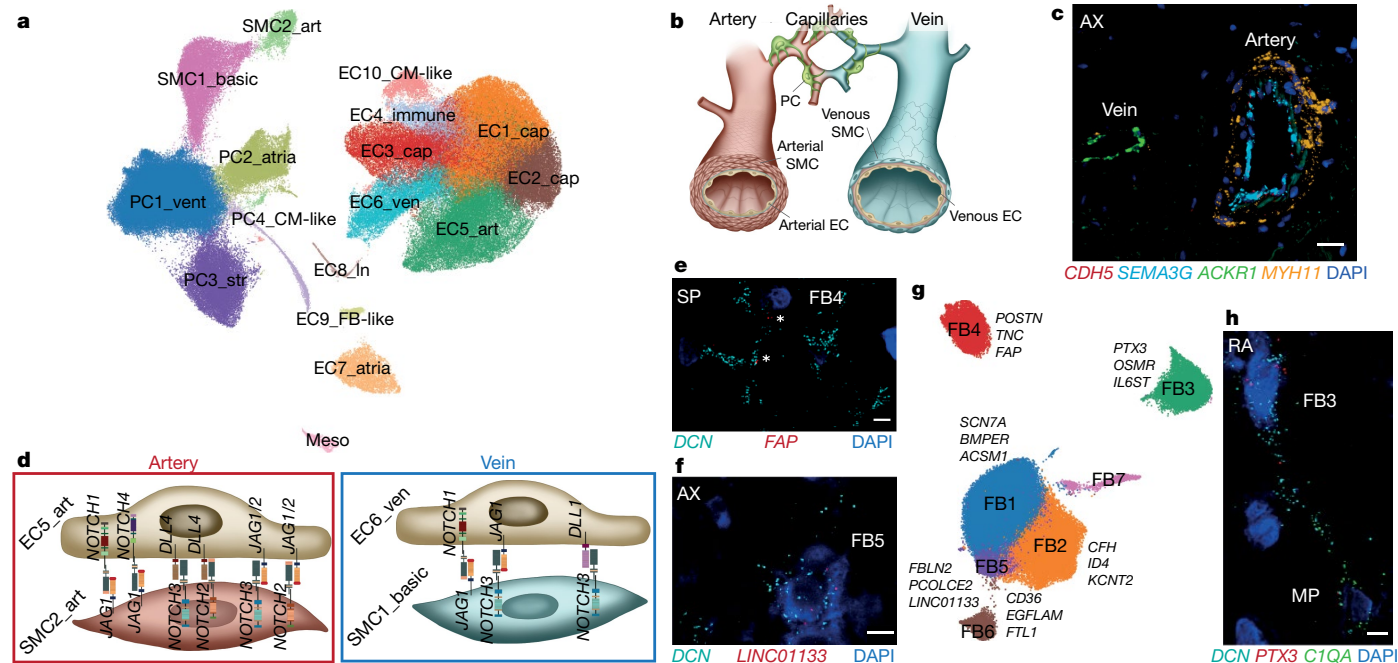 a
SMC2_art
SMC1_basic
EC10_CM-like
EC4_immune
EC1_cap
EC3_cap
PC2_atria
EC2_cap
PC1_vent
EC6_ven
PC4_CM-like
EC5_art
EC8_ln
PC3_str
EC9_FB-like
EC7_atria
Meso
b
Artery Capillaries Vein
PC
Venous
SMC
Arterial
SMC
Arterial EC
Venous EC
c
AX
Artery
Vein
CDH5 SEMA3G ACKR1 MYH11 DAPI
d
Artery
EC5_art
NOTCH1
NOTCH4
DLL4
DLL4
JAG1/2
JAG1/2
JAG1
JAG1
NOTCH3
NOTCH2
NOTCH3
NOTCH2
SMC2_art
Vein
EC6_ven
NOTCH1
JAG1
DLL1
JAG1
NOTCH3
NOTCH3
SMC1_basic
e
SP
FB4
*
*
DCN FAP DAPI
f
AX
FB5
DCN LINC01133 DAPI
g
FB4
POSTN
TNC
FAP
PTX3
OSMR
IL6ST
FB3
SCN7A
BMPER
ACSM1
FB1
FB7
FB2
CFH
ID4
KCNT2
FB5
FBLN2
PCOLCE2
LINC01133
CD36
EGFLAM
FTL1
FB6
h
RA
FB3
MP
DCN PTX3 C1QA DAPI